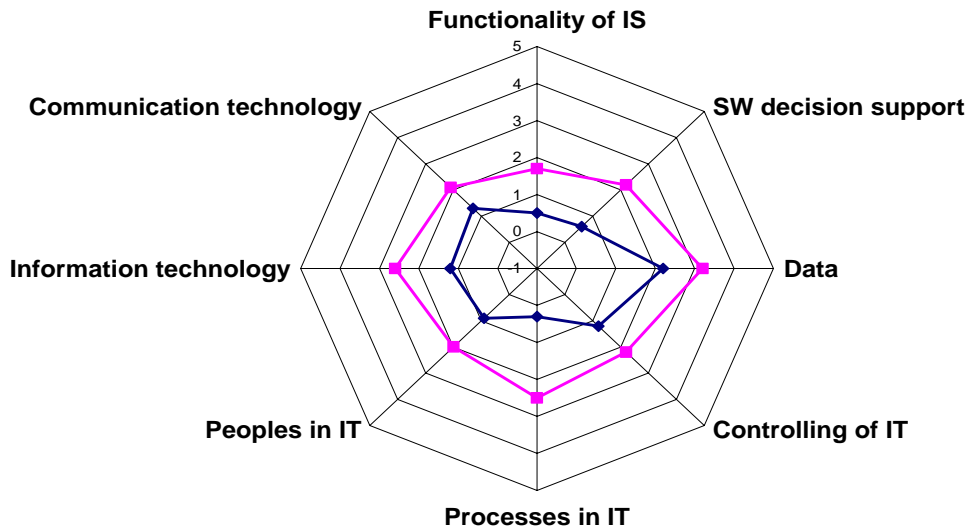 Functionality of IS
5
Communication technology
SW decision support
4
3
2
1
0
Information technology
-1
Data
Peoples in IT
Controlling of IT
Processes in IT